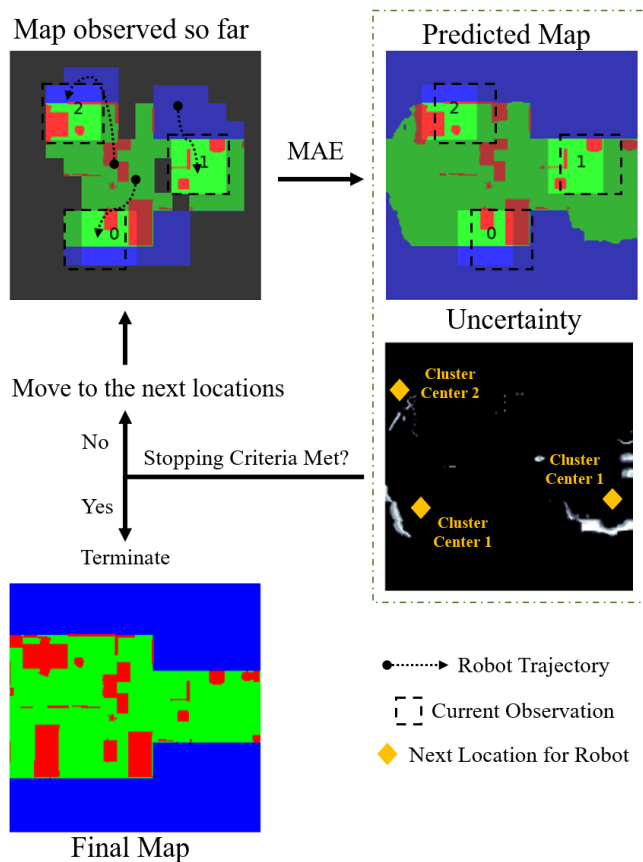 Map observed so far
2
1
0
MAE
Predicted Map
2
1
0
Uncertainty
Cluster
Center 2
Cluster
Center 1
Cluster
Center 1
Move to the next locations
No
Stopping Criteria Met?
Yes
Terminate
Final Map
Robot Trajectory
Current Observation
Next Location for Robot